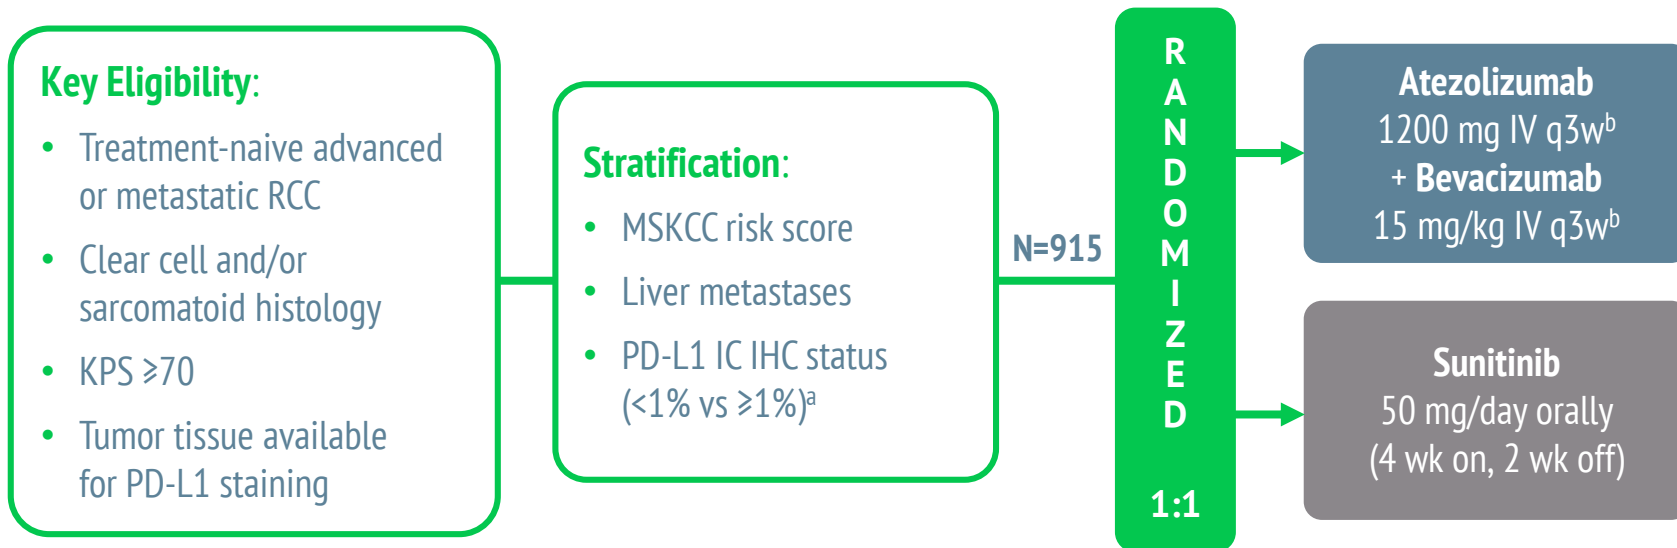 Key Eligibility:
• Treatment-naive advanced
or metastatic RCC
• Clear cell and/or
sarcomatoid histology
• KPS ≥70
• Tumor tissue available
for PD-L1 staining
Stratification:
• MSKCC risk score
• Liver metastases
• PD-L1 IC IHC status
(<1% vs ≥1%)ᵃ
N=915
RANDOMIZED
1:1
Atezolizumab
1200 mg IV q3wᵇ
+ Bevacizumab
15 mg/kg IV q3wᵇ
Sunitinib
50 mg/day orally
(4 wk on, 2 wk off)